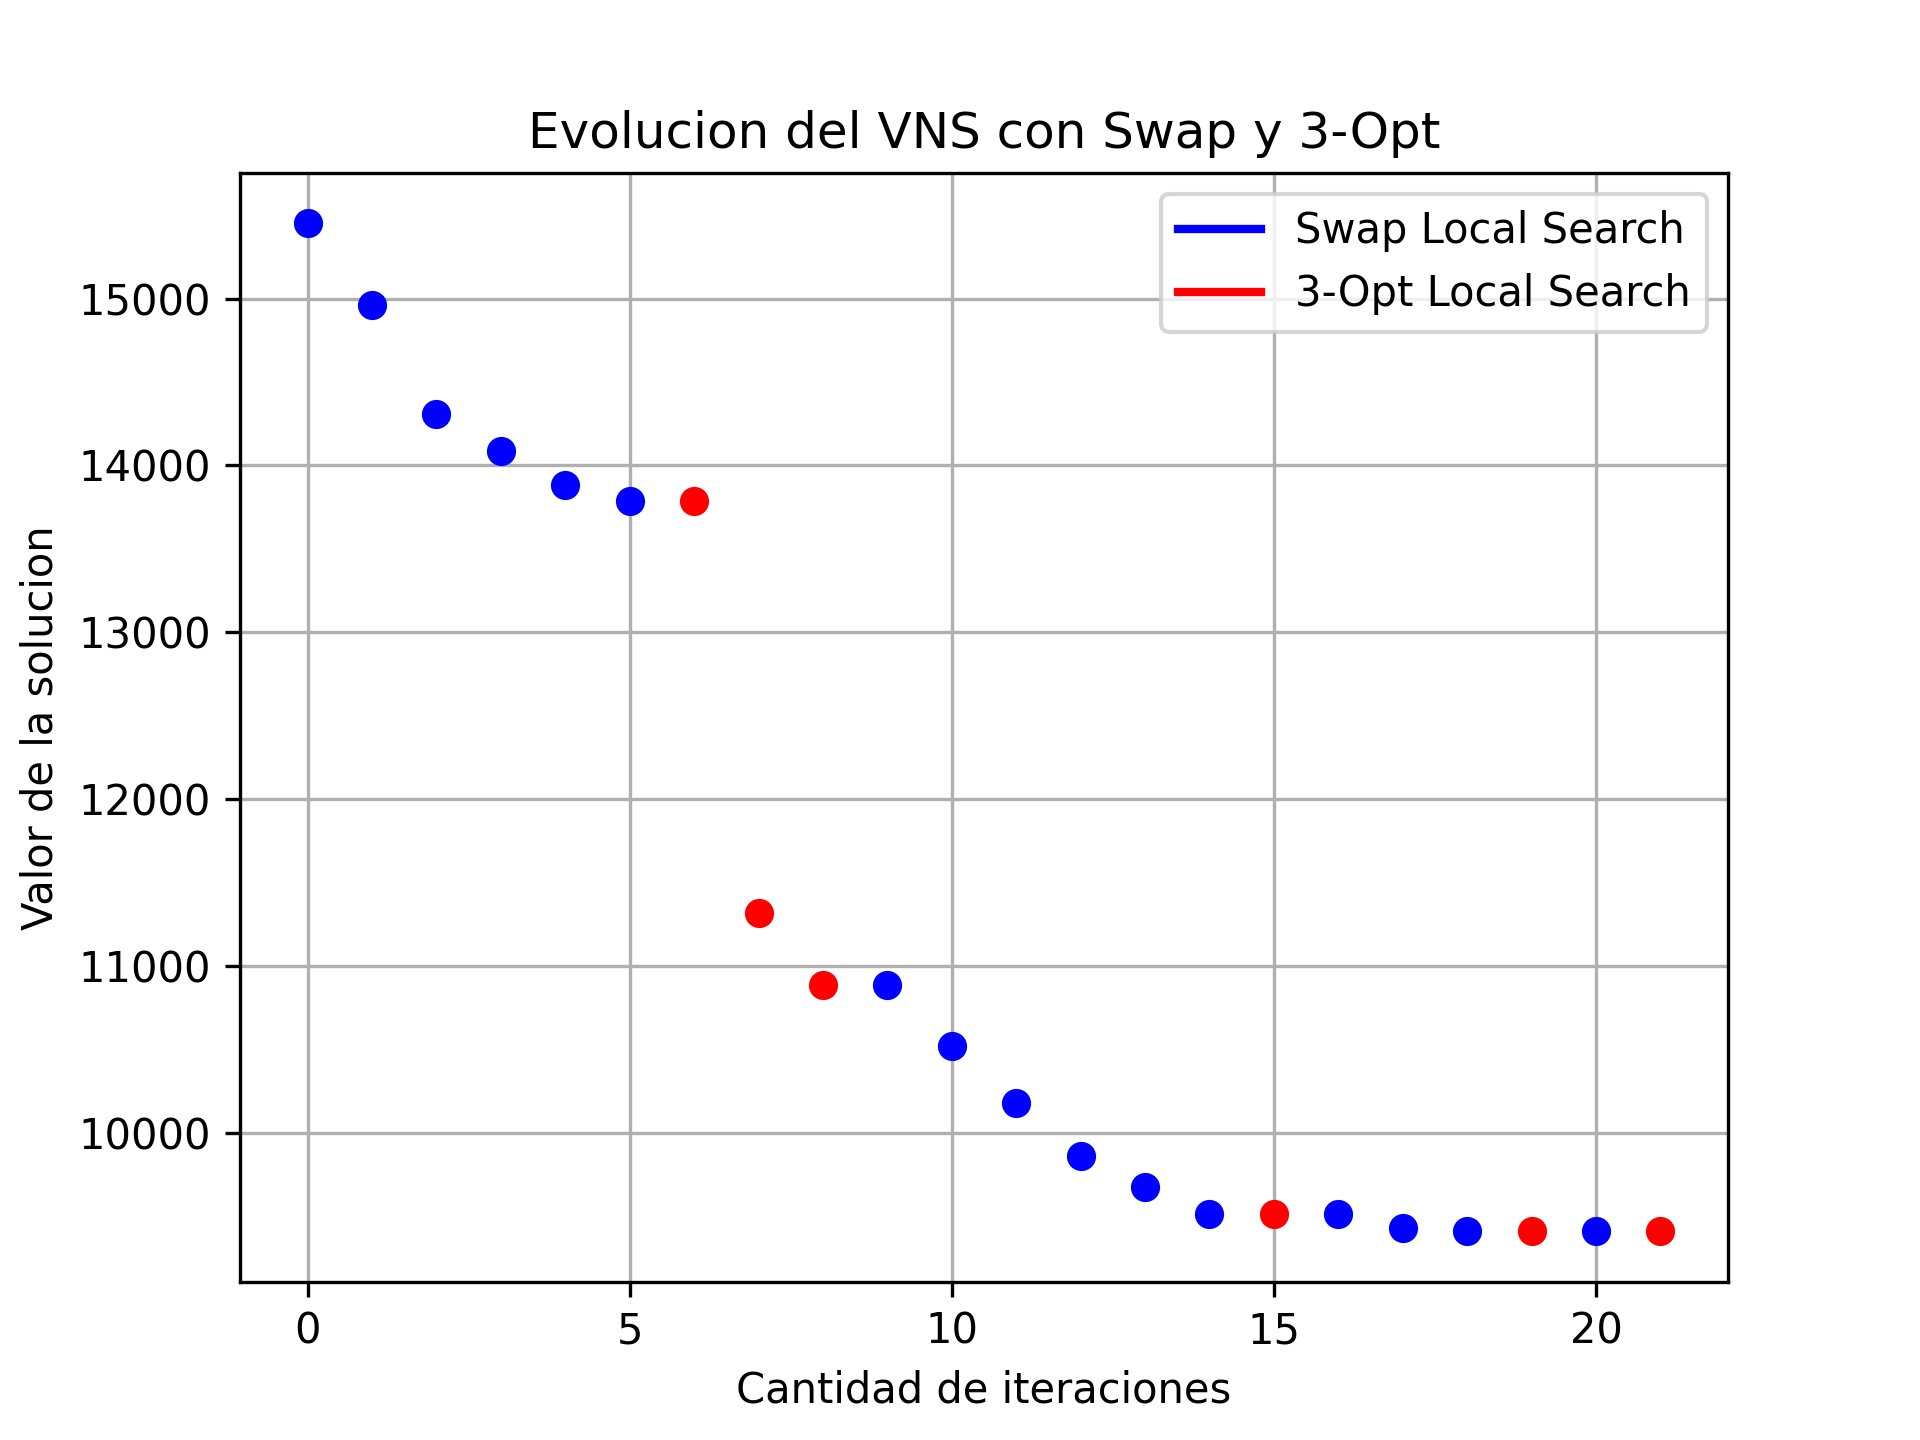 Evolucion del VNS con Swap y 3-Opt
Swap Local Search
3-Opt Local Search
Valor de la solucion
15000
14000
13000
12000
11000
10000
0 5 10 15 20
Cantidad de iteraciones